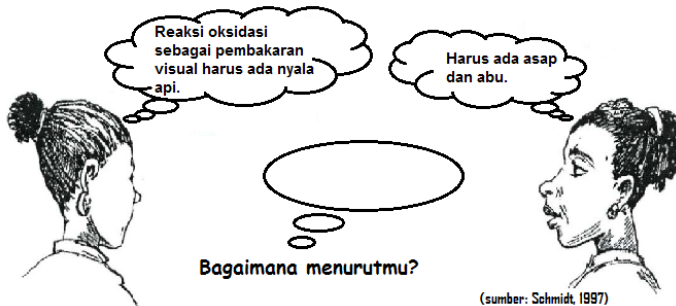 Reaksi oksidasi
sebagai pembakaran
visual harus ada nyala
api.
Harus ada asap
dan abu.
Bagaimana menurutmu?
(sumber: Schmidt, 1997)